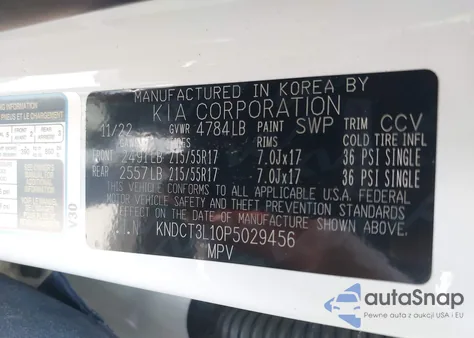 MANUFACTURED IN KOREA BY
KIA CORPORATION
11/22 GVWR 4784LB PAINT SWP TRIM CCV
GAWR TIRES RIMS COLD TIRE INFL
FRONT 2491LB 215/55R17 7.0Jx17 36 PSI SINGLE
REAR 2557LB 215/55R17 7.0Jx17 36 PSI SINGLE
THIS VEHICLE CONFORMS TO ALL APPLICABLE U.S.A. FEDERAL
MOTOR VEHICLE SAFETY, BUMPER, AND THEFT PREVENTION STANDARDS
IN EFFECT ON THE DATE OF MANUFACTURE SHOWN ABOVE.
V.I.N KNDCT3L10P5029456
MPV
V30
autoSnap
Pewne auta z aukcji USA i EU